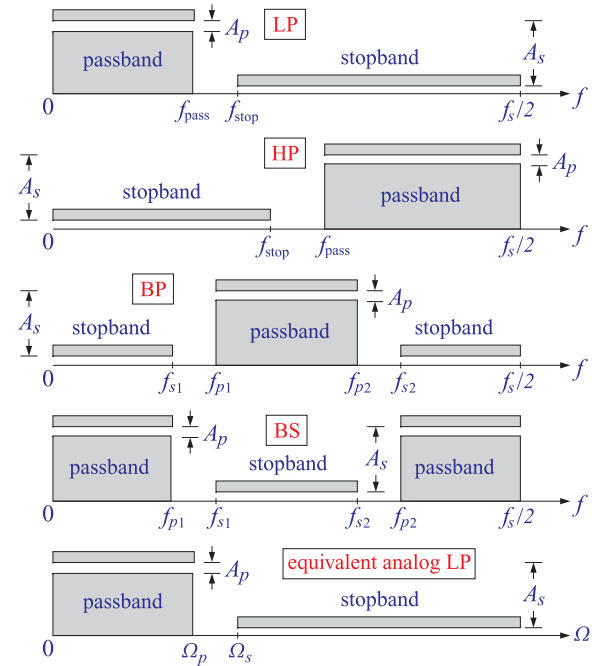 LP
A_p
passband
stopband
A_s
0
f_pass
f_stop
f_s/2
f
HP
A_s
stopband
passband
A_p
0
f_stop
f_pass
f_s/2
f
BP
A_s
stopband
passband
A_p
stopband
0
f_s1
f_p1
f_p2
f_s2
f_s/2
f
BS
passband
A_p
stopband
A_s
passband
0
f_p1
f_s1
f_s2
f_p2
f_s/2
f
equivalent analog LP
passband
A_p
stopband
A_s
0
Ω_p
Ω_s
Ω